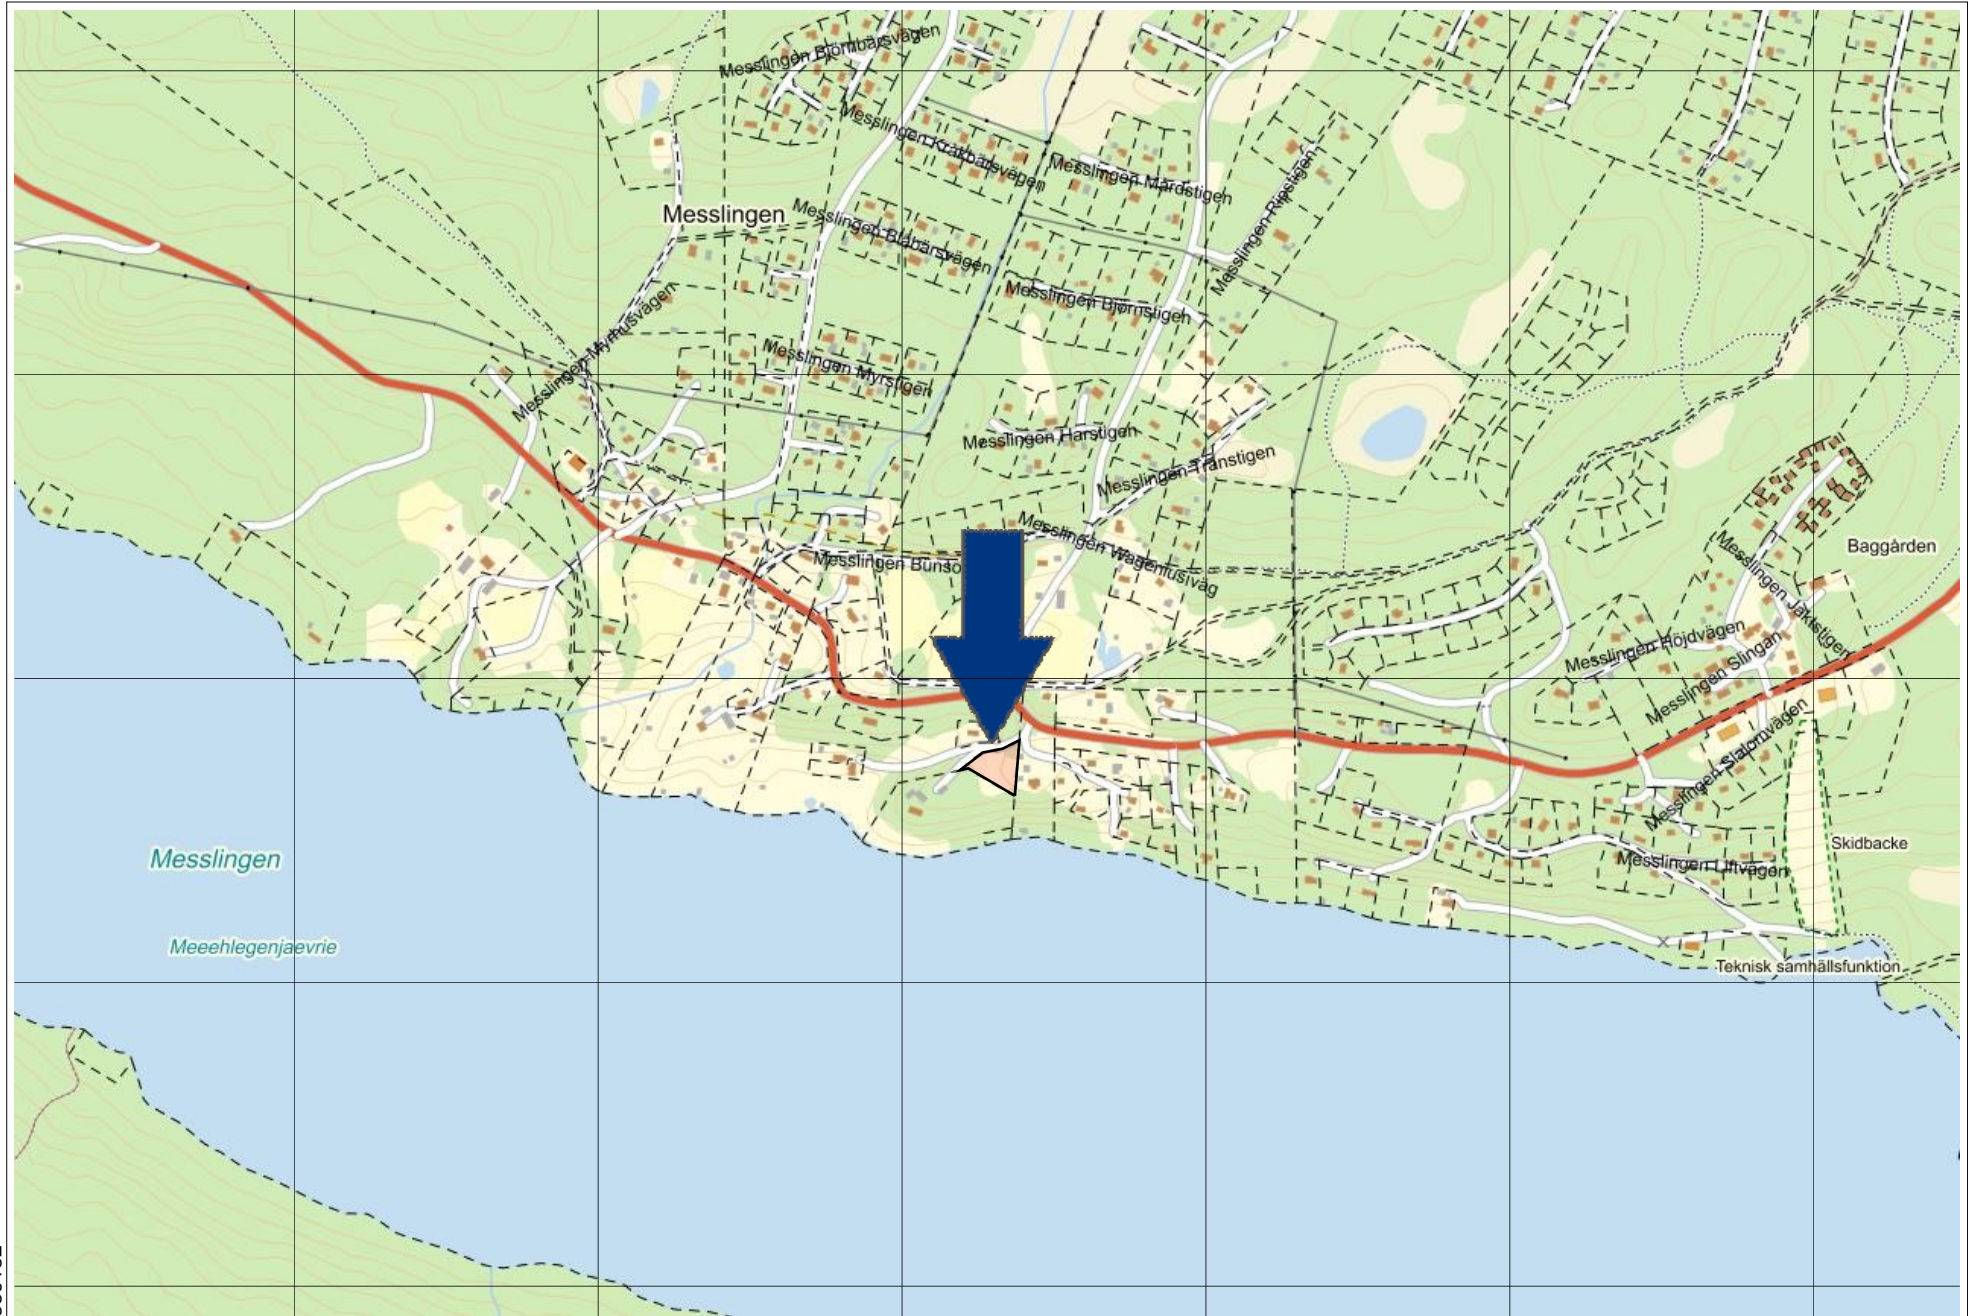 Messlingen Björnbärsvägen
Messlingen Kråkbärsvägen
Messlingen Mårdstigen
Messlingen Ripstigen
Messlingen
Messlingen Blåbärsvägen
Messlingen Björnstigen
Messlingen Myrhusvägen
Messlingen Myrstigen
Messlingen Harstigen
Messlingen Transtigen
Messlingen Wageniusiväg
Messlingen Bunso
Baggården
Messlingen Jaktstigen
Messlingen Höjdvägen
Messlingen Slingan
Messlingen Slalomvägen
Skidbacke
Messlingen Liftvägen
Messlingen
Meeehlegenjaevrie
Teknisk samhällsfunktion